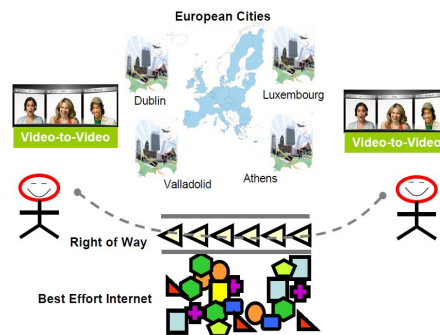 European Cities
Dublin
Luxembourg
Video-to-Video
Video-to-Video
Valladolid
Athens
Right of Way
Best Effort Internet